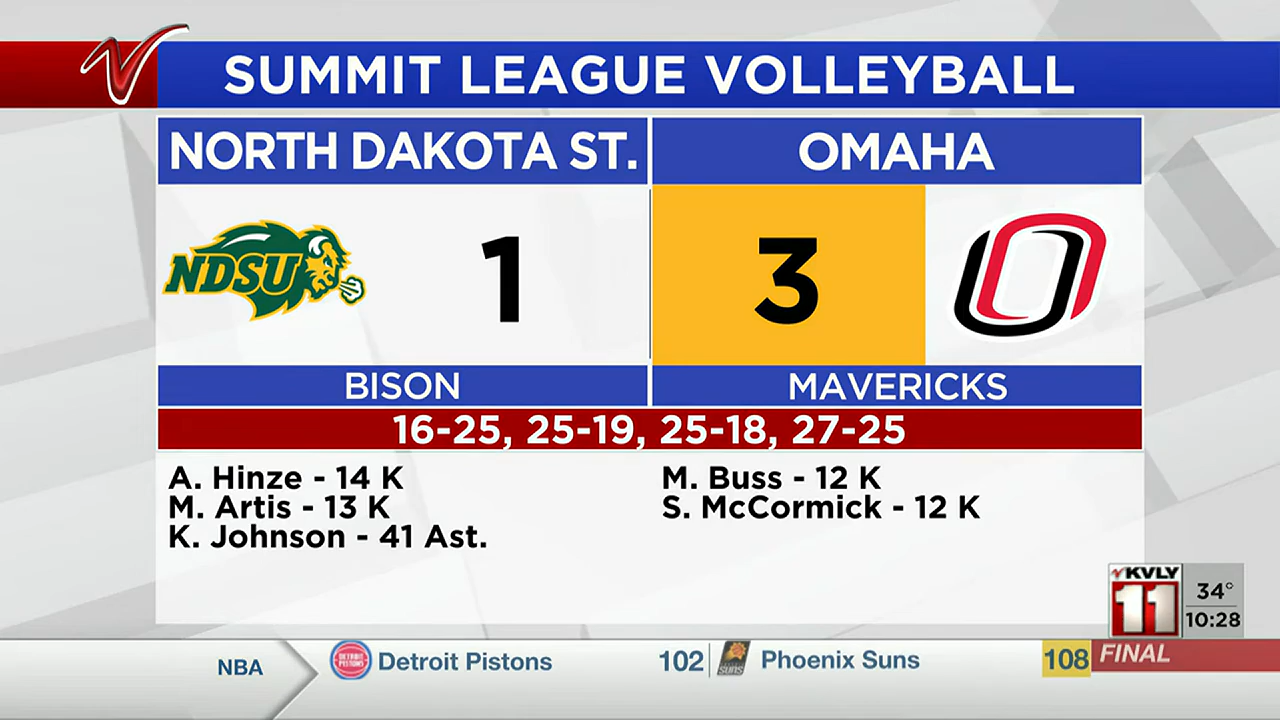 SUMMIT LEAGUE VOLLEYBALL
NORTH DAKOTA ST.
OMAHA
NDSU
1
3
O
BISON
MAVERICKS
16-25, 25-19, 25-18, 27-25
A. Hinze - 14 K
M. Artis - 13 K
K. Johnson - 41 Ast.
M. Buss - 12 K
S. McCormick - 12 K
KVLY
11
34°
10:28
NBA
DETROIT PISTONS
Detroit Pistons
102
SUNS
Phoenix Suns
108
FINAL